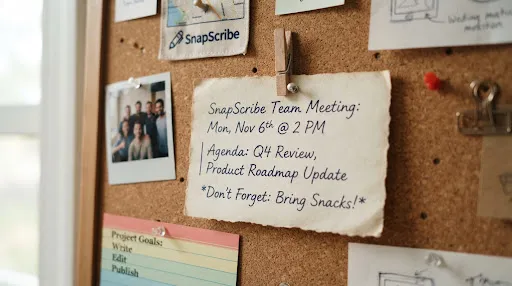 SnapScribe
SnapScribe Team Meeting:
Mon, Nov 6th @ 2 PM
Agenda: Q4 Review,
Product Roadmap Update
*Don't Forget: Bring Snacks!*
Project Goals:
Write
Edit
Publish